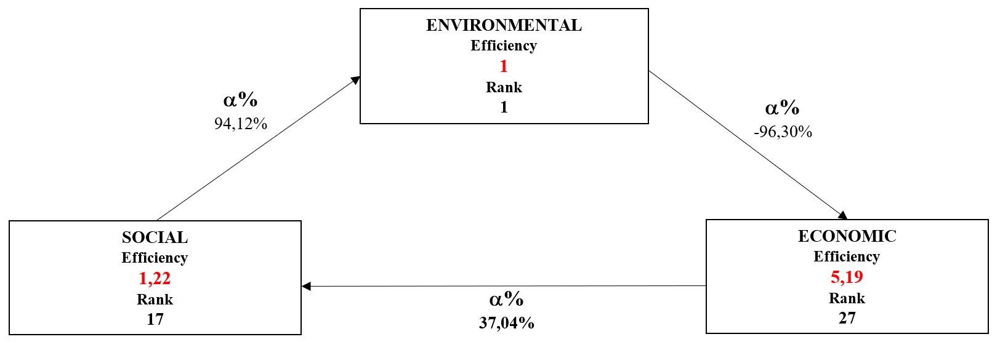 ENVIRONMENTAL
Efficiency
1
Rank
1
α%
94,12%
α%
-96,30%
SOCIAL
Efficiency
1,22
Rank
17
α%
37,04%
ECONOMIC
Efficiency
5,19
Rank
27